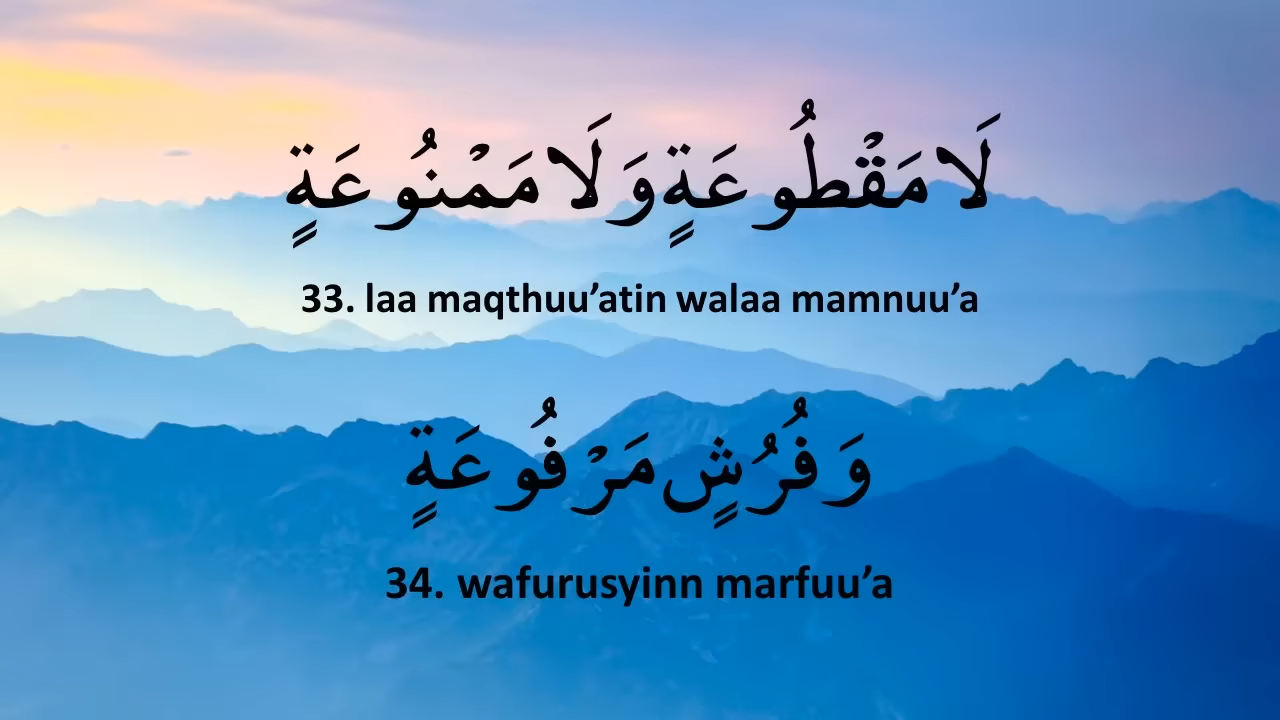 لَا مَقْطُوعَةٍ وَلَا مَمْنُوعَةٍ
33. laa maqthuu’atin walaa mamnuu’a
وَفُرُشٍ مَرْفُوعَةٍ
34. wafurusyinn marfuu’a